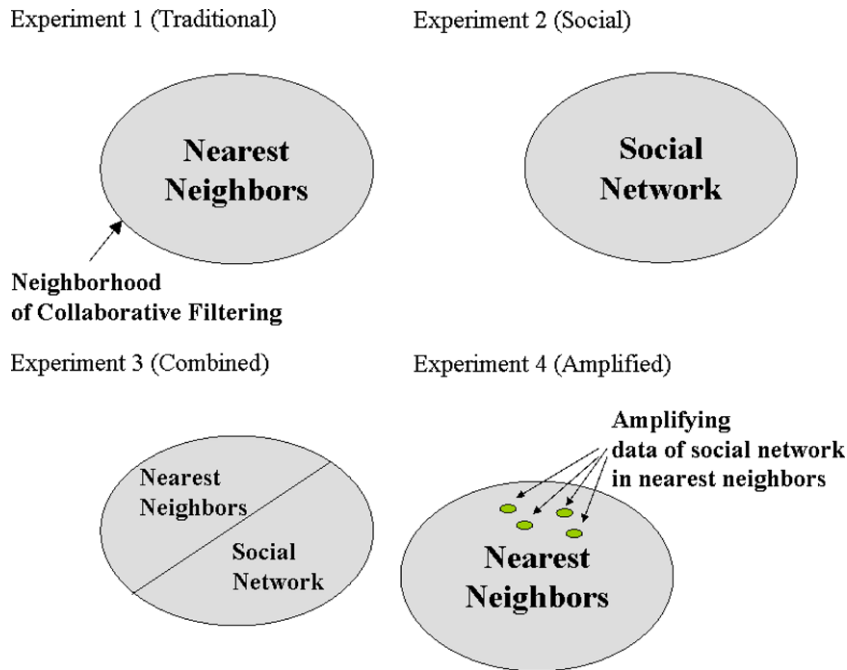 Experiment 1 (Traditional)
Nearest
Neighbors
Neighborhood
of Collaborative Filtering
Experiment 2 (Social)
Social
Network
Experiment 3 (Combined)
Nearest
Neighbors
Social
Network
Experiment 4 (Amplified)
Amplifying
data of social network
in nearest neighbors
Nearest
Neighbors